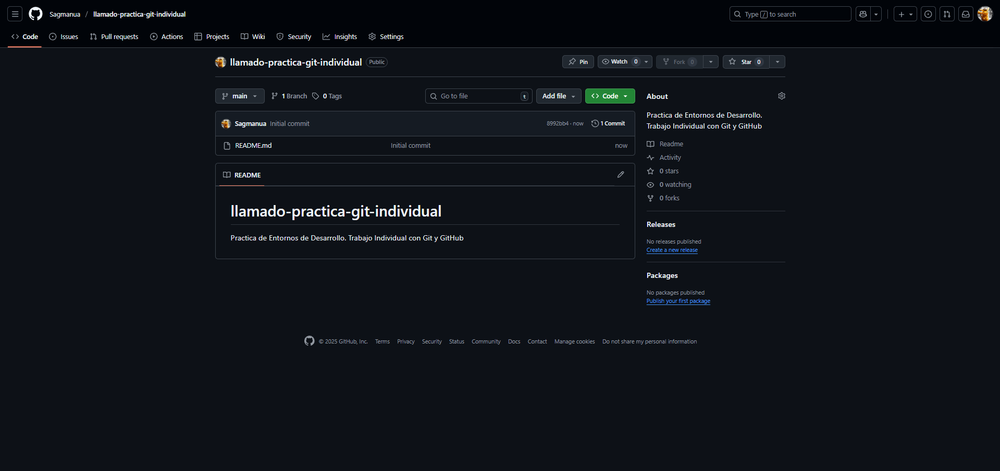 Sagmanua / llamado-practica-git-individual
Type / to search
Code Issues Pull requests Actions Projects Wiki Security Insights Settings
llamado-practica-git-individual Public
Pin Watch 0 Fork 0 Star 0
main 1 Branch 0 Tags
Go to file t Add file Code
Sagmanua Initial commit 8992bb4 · now 1 Commit
README.md Initial commit now
README
llamado-practica-git-individual
Practica de Entornos de Desarrollo. Trabajo Individual con Git y GitHub
About
Practica de Entornos de Desarrollo.
Trabajo Individual con Git y GitHub
Readme
Activity
0 stars
0 watching
0 forks
Releases
No releases published
Create a new release
Packages
No packages published
Publish your first package
© 2025 GitHub, Inc. Terms Privacy Security Status Community Docs Contact Manage cookies Do not share my personal information